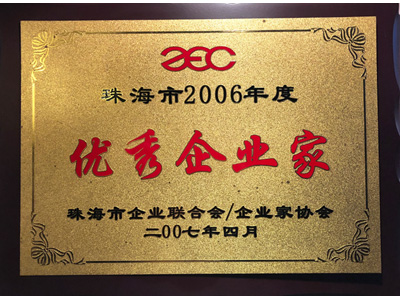 ZEC
珠海市2006年度
优秀企业家
珠海市企业联合会/企业家协会
二00七年四月